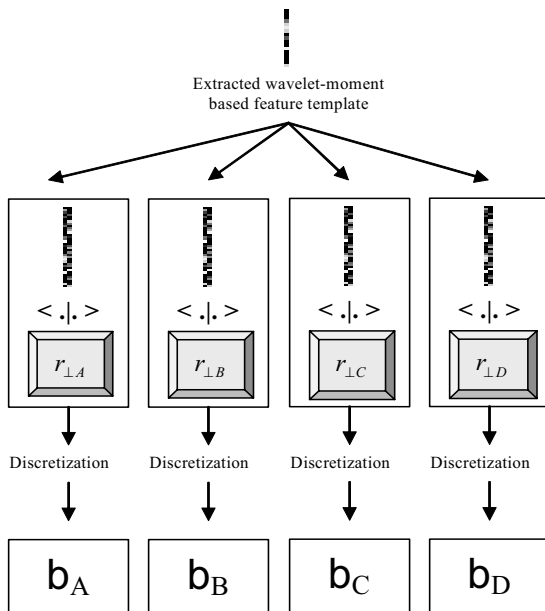 Extracted wavelet-moment
based feature template
< .|. > < .|. > < .|. > < .|. >
r⊥A r⊥B r⊥C r⊥D
Discretization Discretization Discretization Discretization
bA bB bC bD